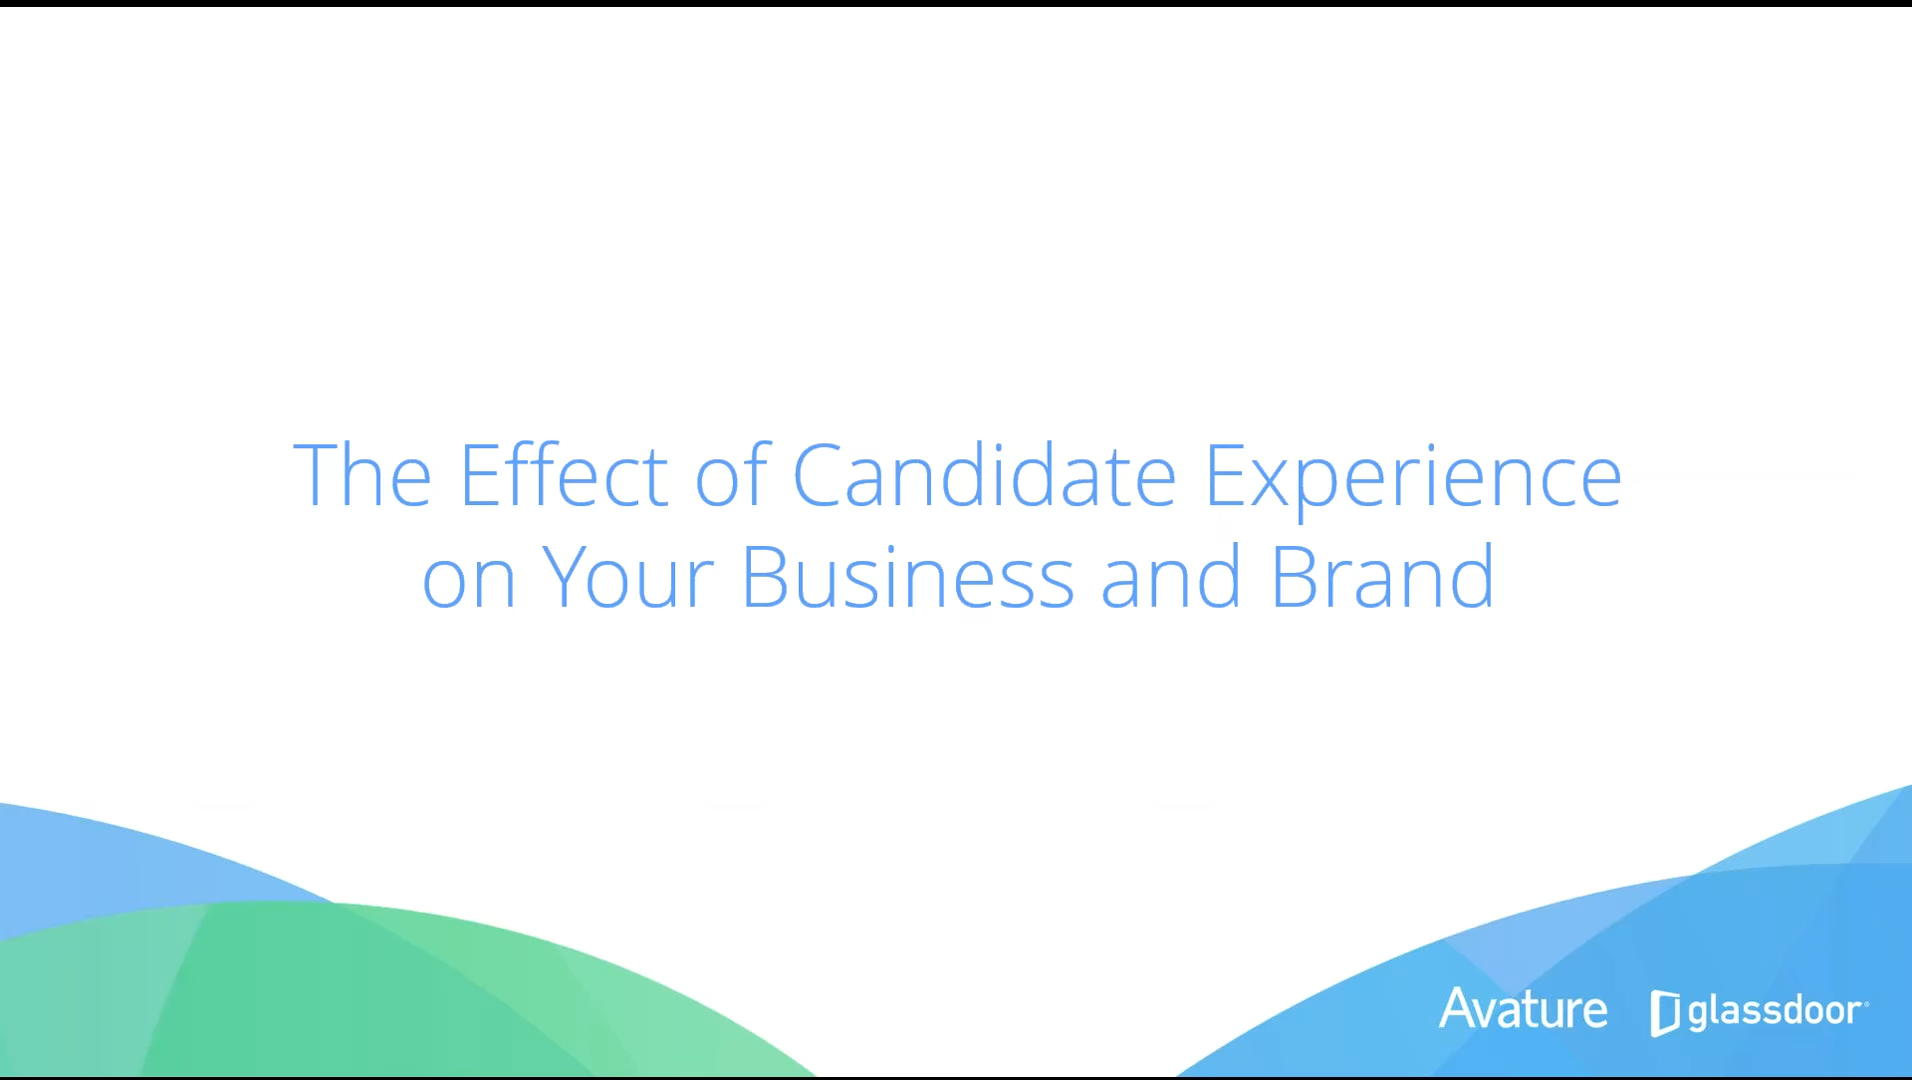 The Effect of Candidate Experience
on Your Business and Brand
Avature glassdoor